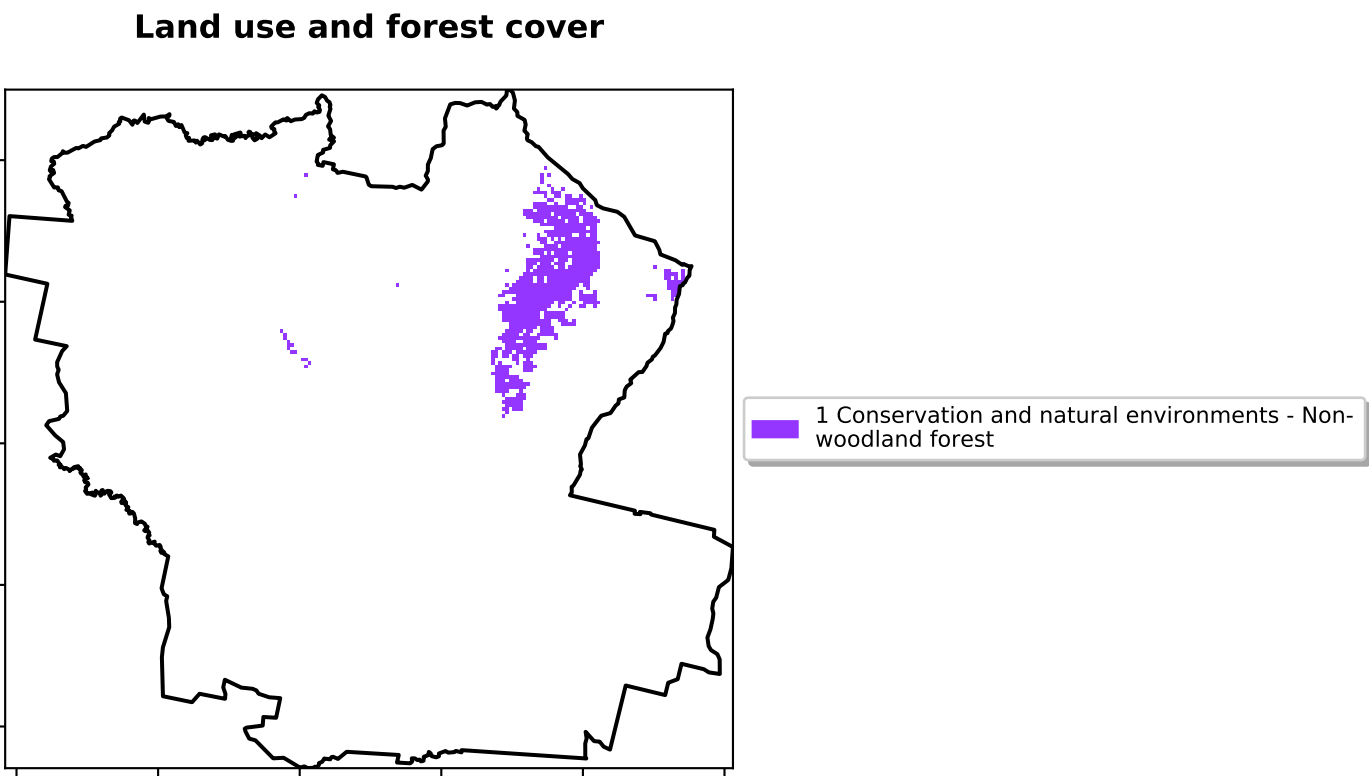 Land use and forest cover
1 Conservation and natural environments - Non-
woodland forest